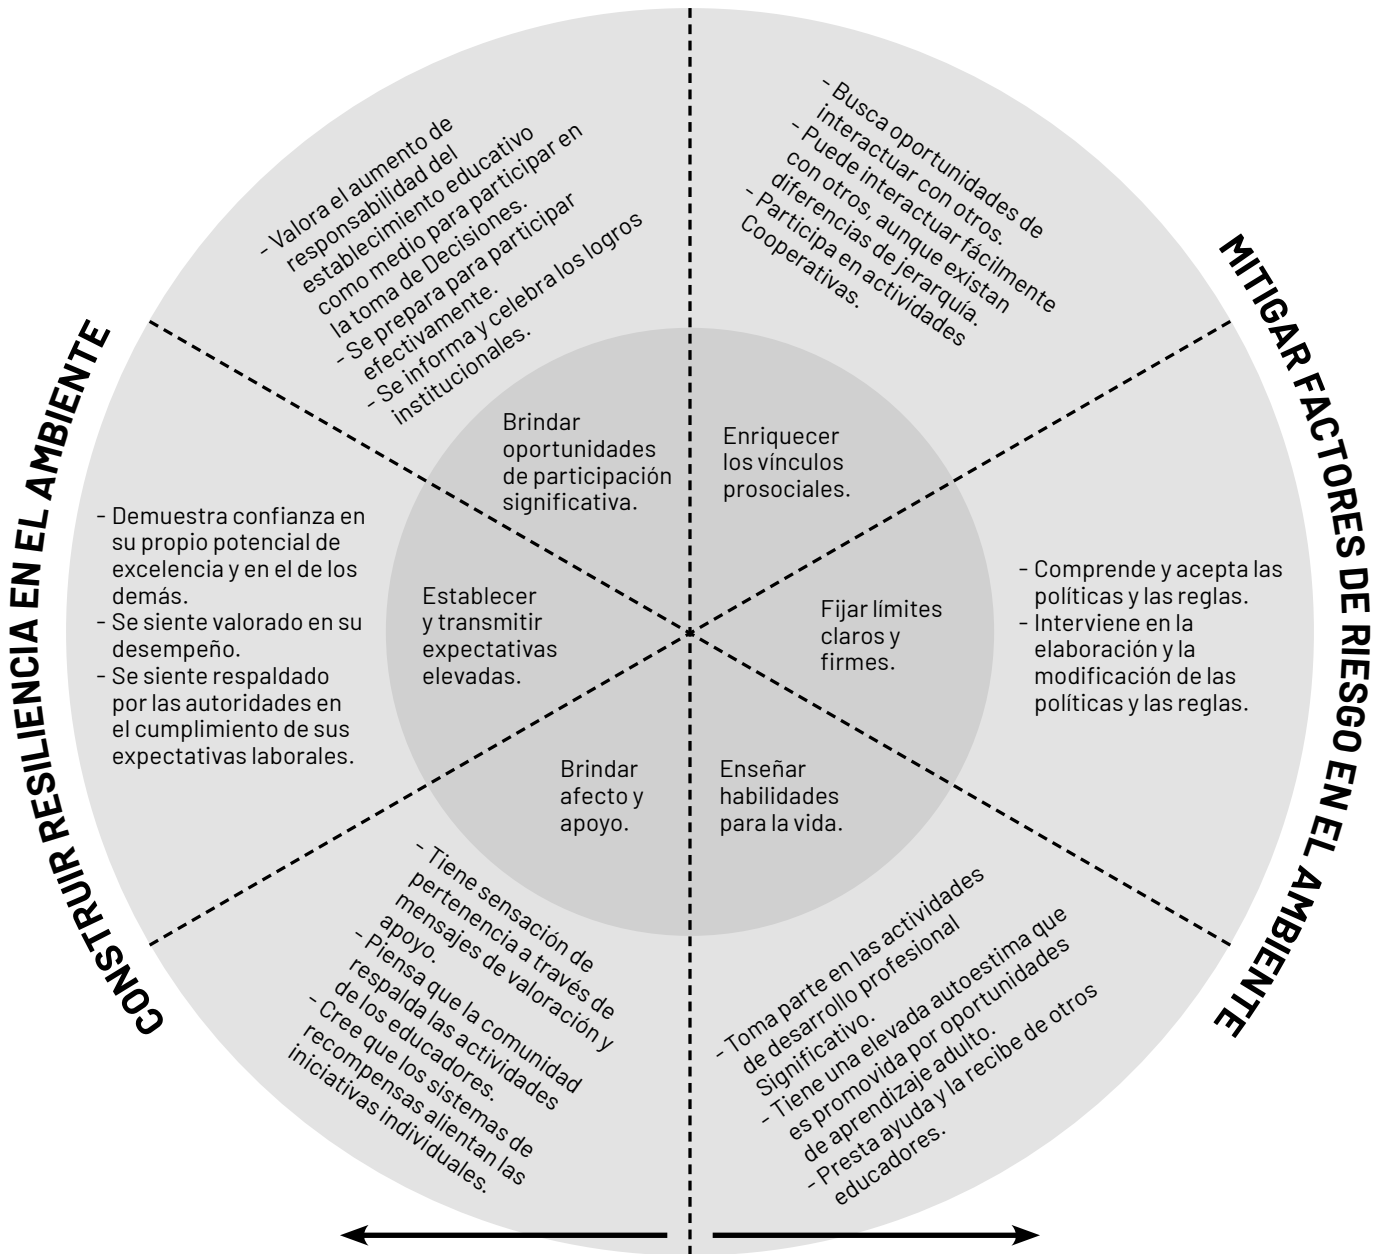 CONSTRUIR RESILIENCIA EN EL AMBIENTE
MITIGAR FACTORES DE RIESGO EN EL AMBIENTE
- Valora el aumento de
responsabilidad del
establecimiento educativo
como medio para participar en
la toma de Decisiones.
- Se prepara para participar
efectivamente.
- Se informa y celebra los logros
institucionales.
- Busca oportunidades de
interactuar con otros.
- Puede interactuar fácilmente
con otros, aunque existan
diferencias de jerarquía.
- Participa en actividades
Cooperativas.
Brindar
oportunidades
de participación
significativa.
Enriquecer
los vínculos
prosociales.
- Demuestra confianza en
su propio potencial de
excelencia y en el de los
demás.
- Se siente valorado en su
desempeño.
- Se siente respaldado
por las autoridades en
el cumplimiento de sus
expectativas laborales.
Establecer
y transmitir
expectativas
elevadas.
Fijar límites
claros y
firmes.
- Comprende y acepta las
políticas y las reglas.
- Interviene en la
elaboración y la
modificación de las
políticas y las reglas.
Brindar
afecto y
apoyo.
Enseñar
habilidades
para la vida.
- Tiene sensación de
pertenencia a través de
mensajes de valoración y
apoyo.
- Piensa que la comunidad
respalda las actividades
de los educadores.
- Cree que los sistemas de
recompensas alientan las
iniciativas individuales.
- Toma parte en las actividades
de desarrollo profesional
Significativo.
- Tiene una elevada autoestima que
es promovida por oportunidades
de aprendizaje adulto.
- Presta ayuda y la recibe de otros
educadores.